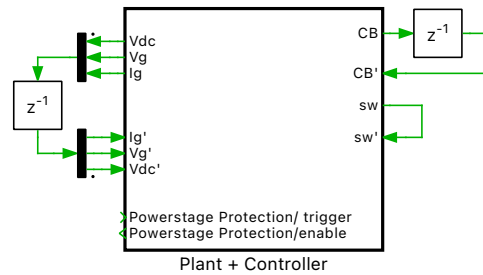 Vdc
Vg
Ig
z-1
Ig'
Vg'
Vdc'
CB
z-1
CB'
sw
sw'
Powerstage Protection/ trigger
Powerstage Protection/enable
Plant + Controller